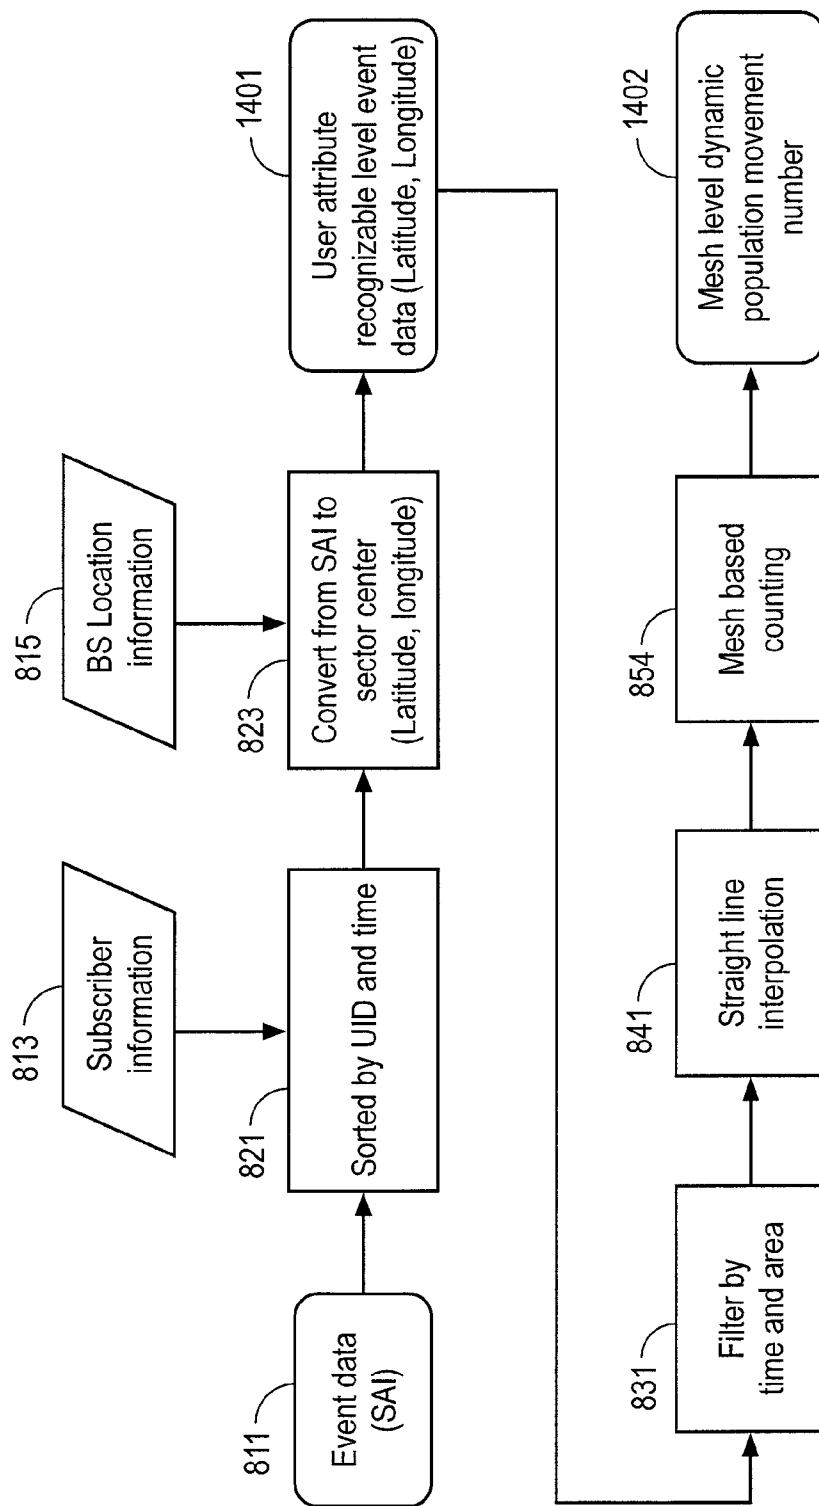 813
Subscriber
information
815
BS Location
information
811
Event data
(SAI)
821
Sorted by UID and time
823
Convert from SAI to
sector center
(Latitude, longitude)
1401
User attribute
recognizable level event
data (Latitude, Longitude)
831
Filter by
time and area
841
Straight line
interpolation
854
Mesh based
counting
1402
Mesh level dynamic
population movement
number